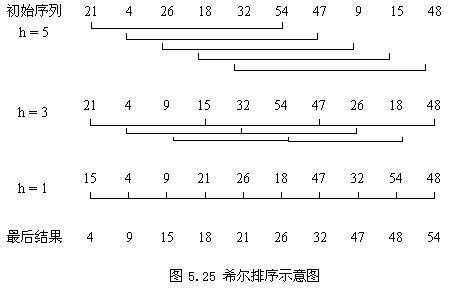 初始序列 21 4 26 18 32 54 47 9 15 48
h = 5
h = 3 21 4 9 15 32 54 47 26 18 48
h = 1 15 4 9 21 26 18 47 32 54 48
最后结果 4 9 15 18 21 26 32 47 48 54
图 5.25 希尔排序示意图